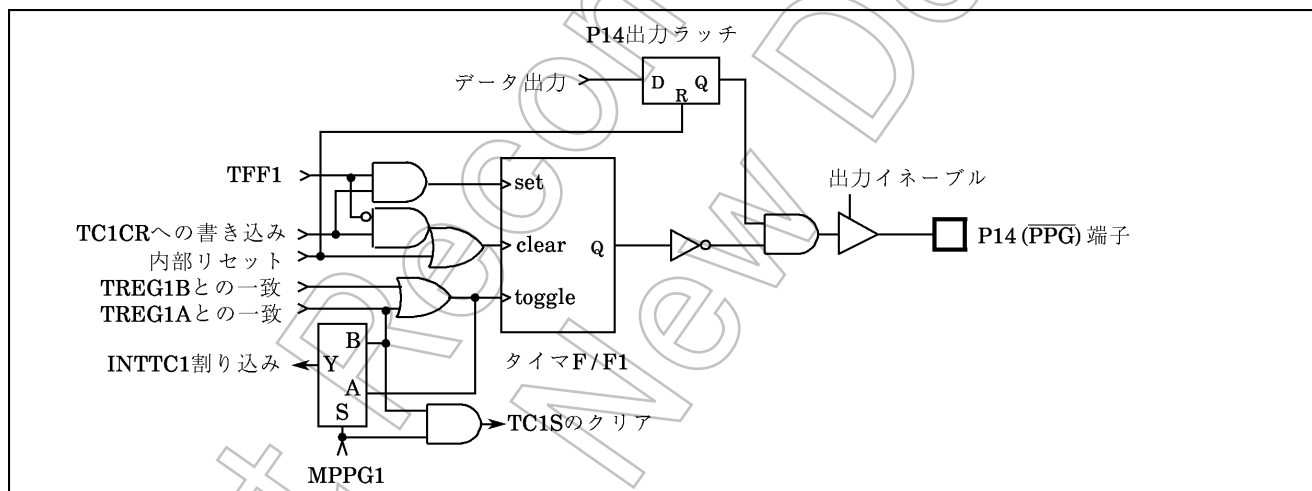 P14出力ラッチ
データ出力
D Q
R
TFF1
set
出力イネーブル
TC1CRへの書き込み
clear
Q
P14 (PPG) 端子
内部リセット
TREG1Bとの一致
toggle
TREG1Aとの一致
B
INTTC1割り込み
Y
タイマF/F1
A
S
TC1Sのクリア
MPPG1